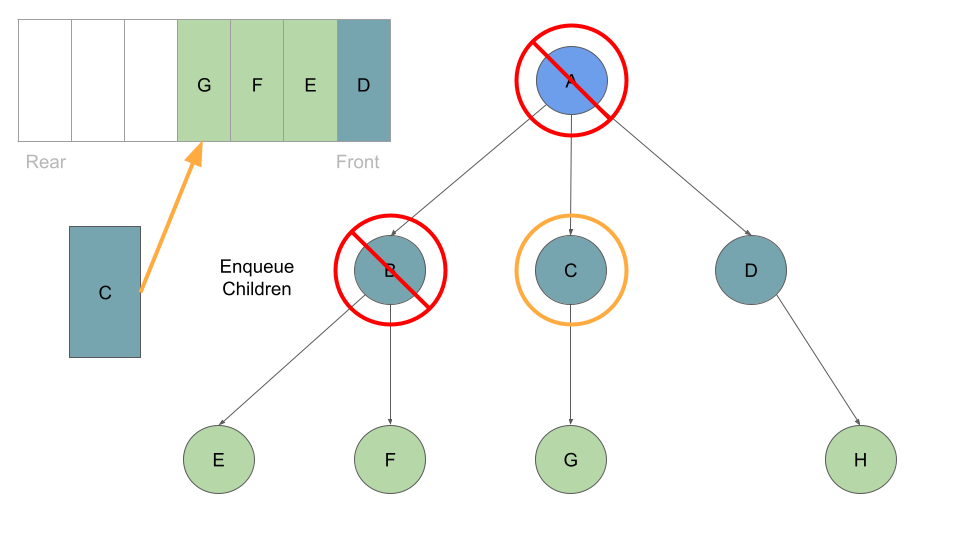 G F E D
Rear Front
A
Enqueue
Children
C
B C D
E F G H